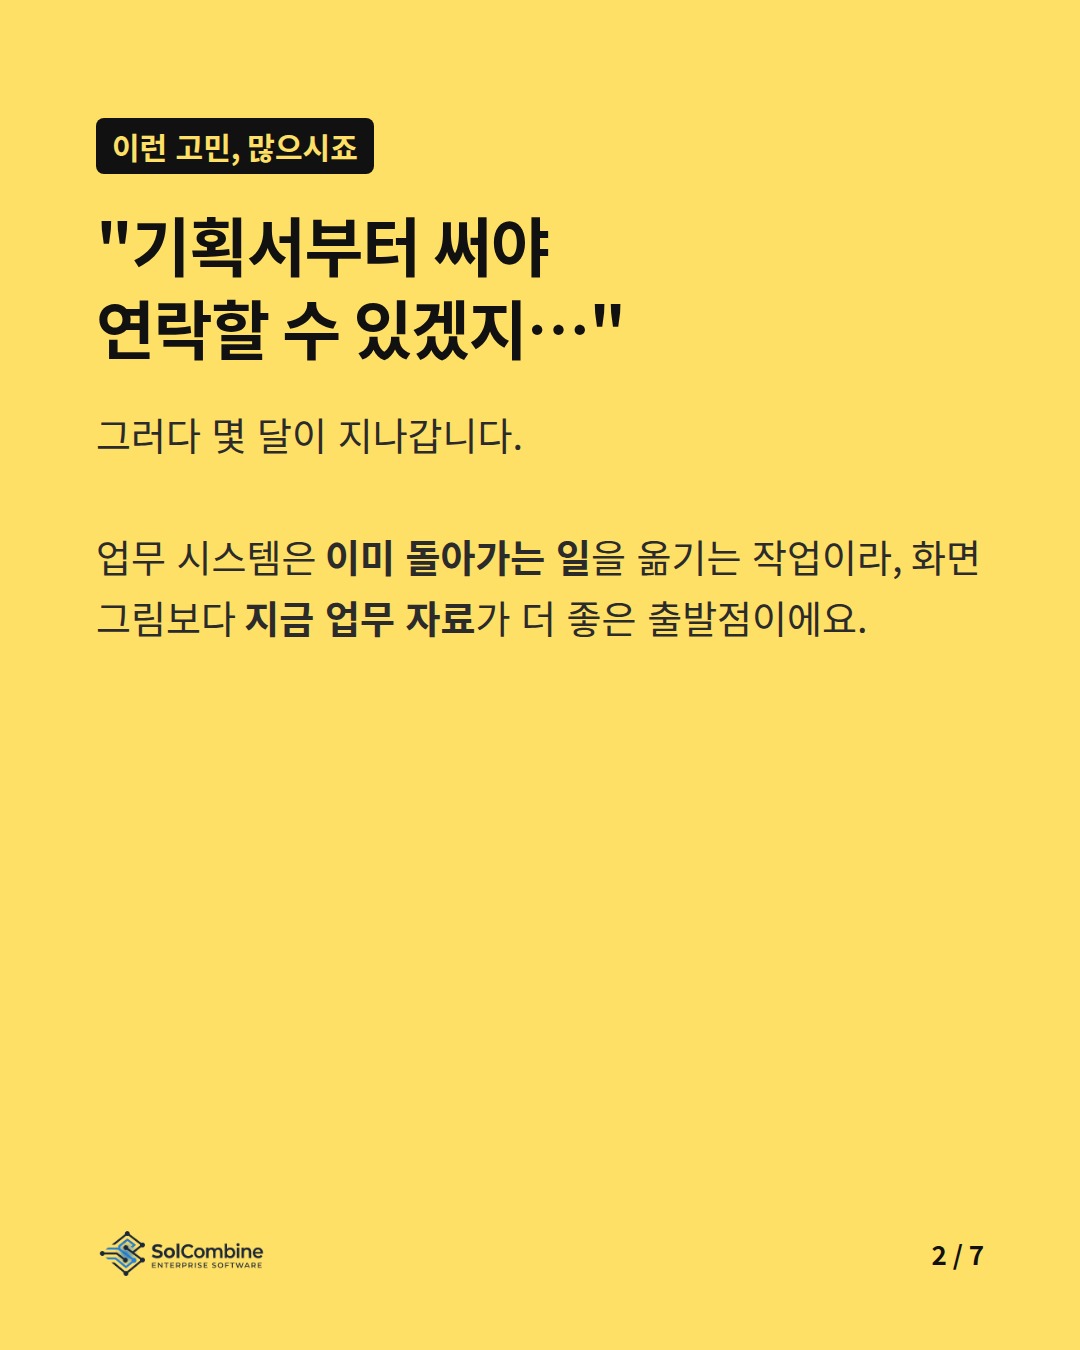 이런 고민, 많으시죠
"기획서부터 써야
연락할 수 있겠지…"
그러다 몇 달이 지나갑니다.
업무 시스템은 이미 돌아가는 일을 옮기는 작업이라, 화면
그림보다 지금 업무 자료가 더 좋은 출발점이에요.
SolCombine
ENTERPRISE SOFTWARE
2 / 7